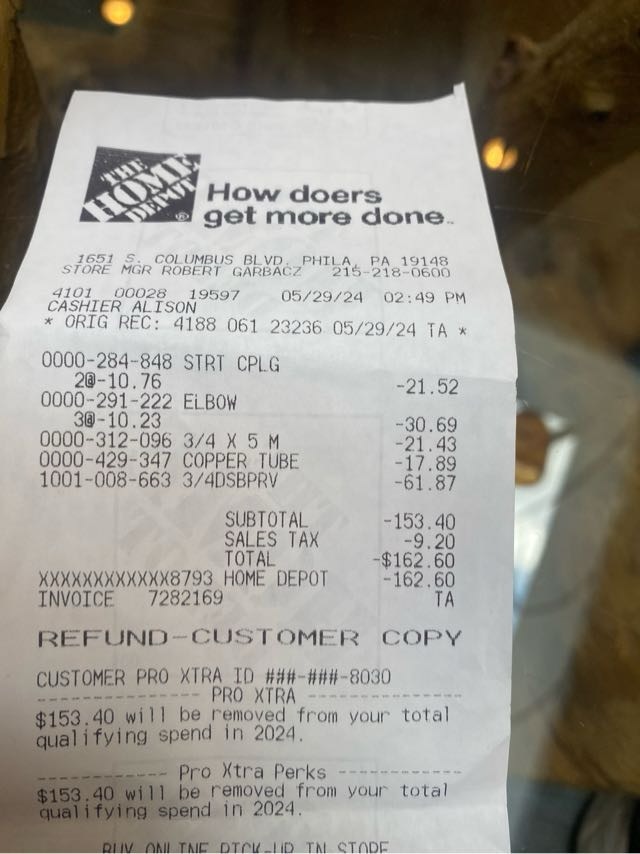 THE
HOME
DEPOT®
How doers
get more done™
1651 S. COLUMBUS BLVD. PHILA, PA 19148
STORE MGR ROBERT GARBACZ 215-218-0600
4101 00028 19597 05/29/24 02:49 PM
CASHIER ALISON
* ORIG REC: 4188 061 23236 05/29/24 TA *
0000-284-848 STRT CPLG
2@-10.76 -21.52
0000-291-222 ELBOW
3@-10.23 -30.69
0000-312-096 3/4 X 5 M -21.43
0000-429-347 COPPER TUBE -17.89
1001-008-663 3/4DSBPRV -61.87
SUBTOTAL -153.40
SALES TAX -9.20
TOTAL -$162.60
XXXXXXXXXXXX8793 HOME DEPOT -162.60
INVOICE 7282169 TA
REFUND-CUSTOMER COPY
CUSTOMER PRO XTRA ID ###-###-8030
--------------- PRO XTRA ---------------
$153.40 will be removed from your total
qualifying spend in 2024.
------------ Pro Xtra Perks ------------
$153.40 will be removed from your total
qualifying spend in 2024.
BUY ONLINE PICK-UP IN STORE